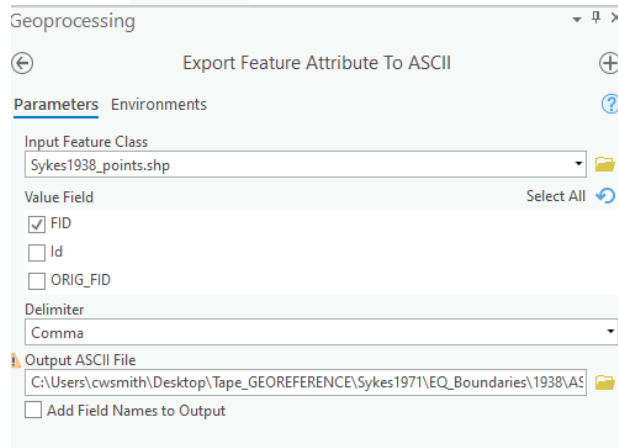 Geoprocessing
Export Feature Attribute To ASCII
Parameters Environments
Input Feature Class
Sykes1938_points.shp
Value Field Select All
FID
Id
ORIG_FID
Delimiter
Comma
Output ASCII File
C:\Users\cwsmith\Desktop\Tape_GEOREFERENCE\Sykes1971\EQ_Boundaries\1938\AS
Add Field Names to Output